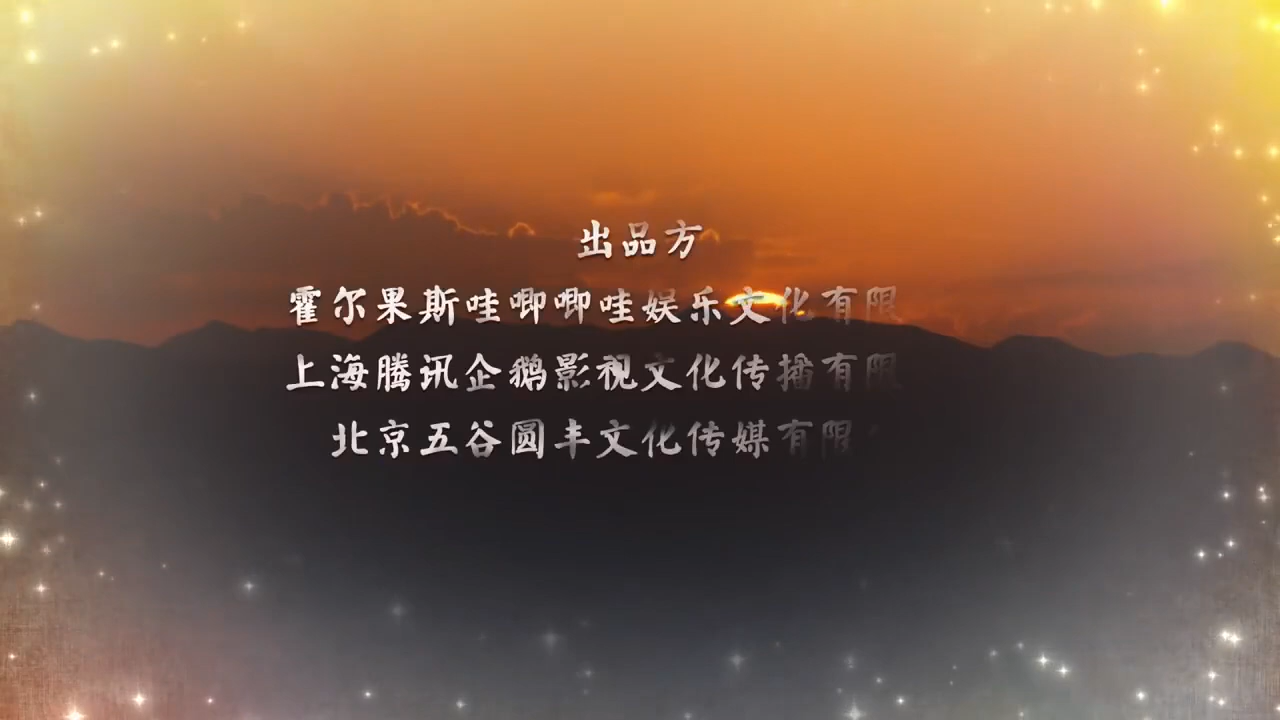 出品方
霍尔果斯哇唧唧哇娱乐文化有限
上海腾讯企鹅影视文化传播有限
北京五谷圆丰文化传媒有限